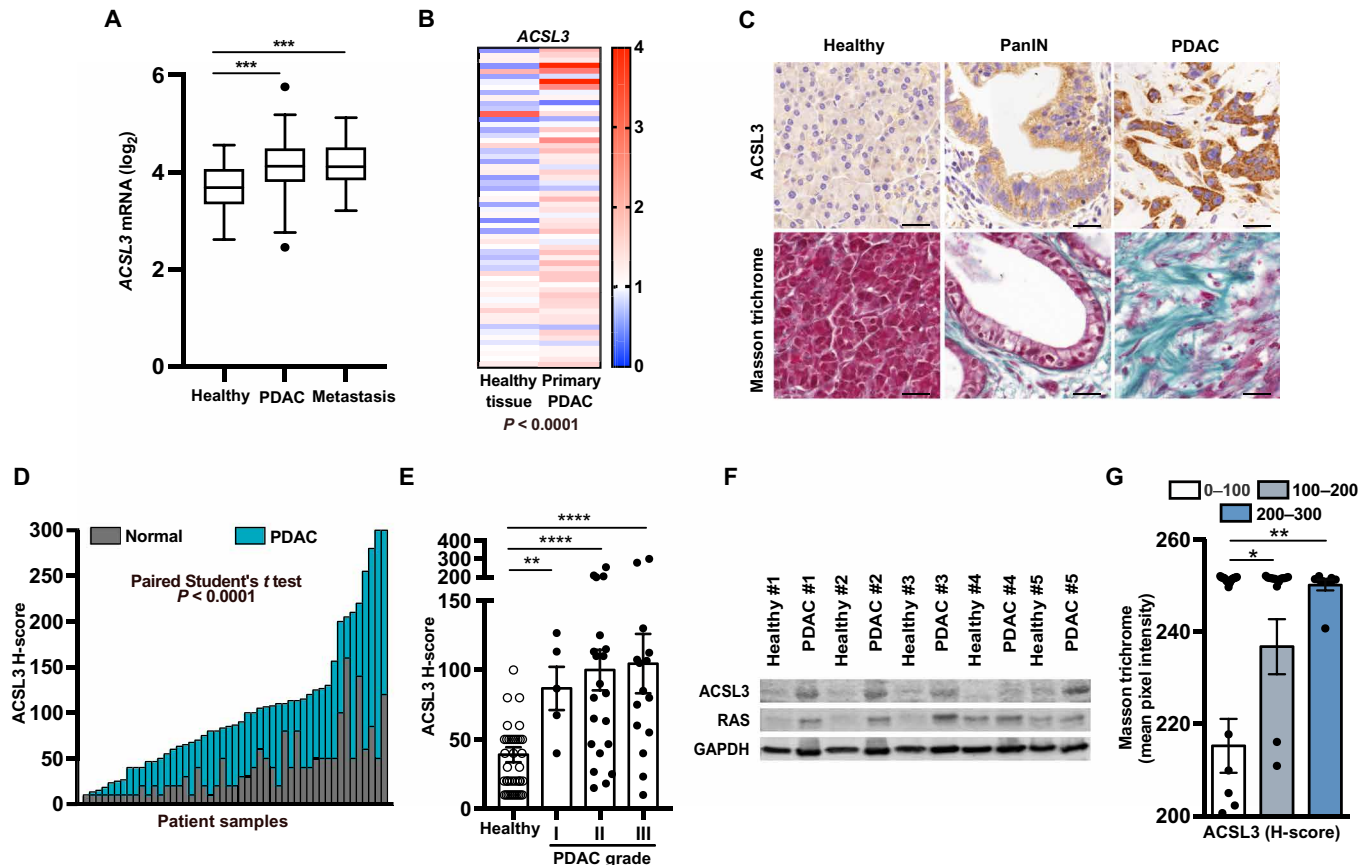 A
***
***
6
4
2
0
ACSL3 mRNA (log2)
Healthy
PDAC
Metastasis
B
ACSL3
4
3
2
1
0
Healthy tissue
Primary PDAC
P < 0.0001
C
Healthy
PanIN
PDAC
ACSL3
Masson trichrome
D
Normal
PDAC
Paired Student's t test
P < 0.0001
300
250
200
150
100
50
0
ACSL3 H-score
Patient samples
E
****
****
**
400
300
200
150
100
50
0
ACSL3 H-score
Healthy
I
II
III
PDAC grade
F
Healthy #1
PDAC #1
Healthy #2
PDAC #2
Healthy #3
PDAC #3
Healthy #4
PDAC #4
Healthy #5
PDAC #5
ACSL3
RAS
GAPDH
G
0–100
100–200
200–300
**
*
260
240
220
200
Masson trichrome
(mean pixel intensity)
ACSL3 (H-score)